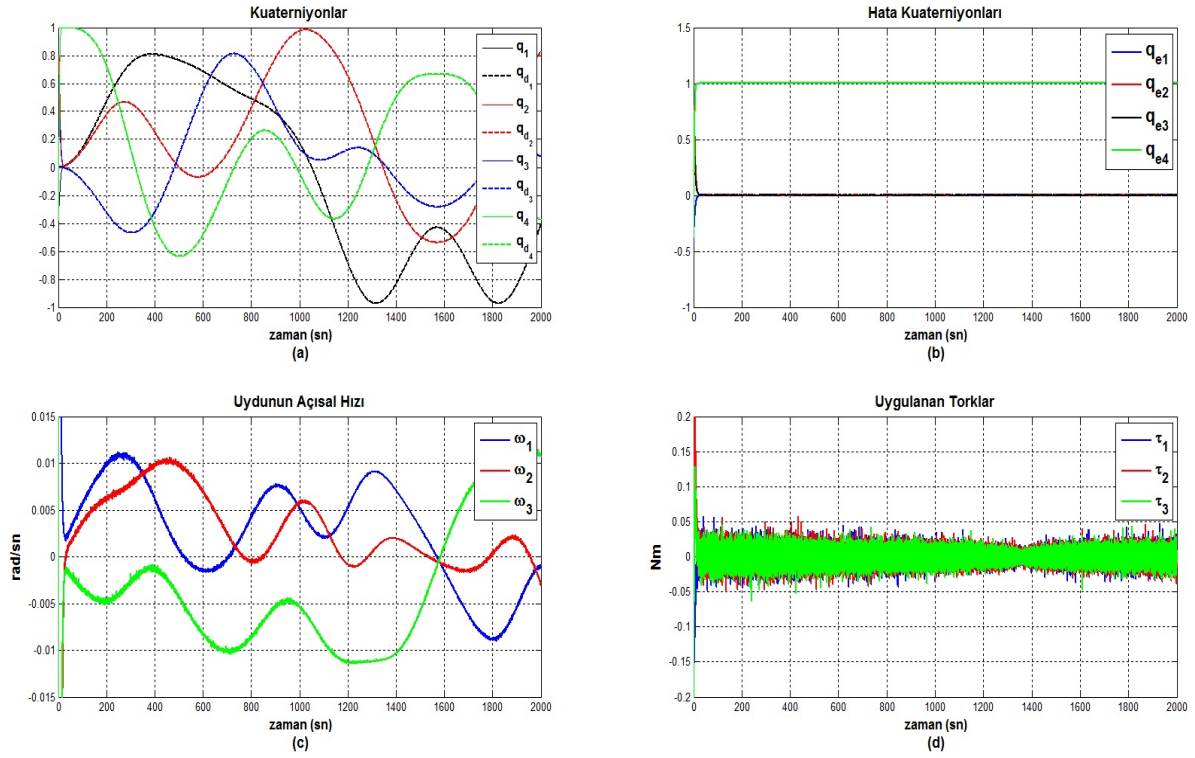 Kuaterniyonlar
1
0.8
0.6
0.4
0.2
0
-0.2
-0.4
-0.6
-0.8
-1
0 200 400 600 800 1000 1200 1400 1600 1800 2000
zaman (sn)
(a)
q1
qd1
q2
qd2
q3
qd3
q4
qd4
Hata Kuaterniyonları
1.5
1
0.5
0
-0.5
-1
0 200 400 600 800 1000 1200 1400 1600 1800 2000
zaman (sn)
(b)
qe1
qe2
qe3
qe4
Uydunun Açısal Hızı
rad/sn
0.015
0.01
0.005
0
-0.005
-0.01
-0.015
0 200 400 600 800 1000 1200 1400 1600 1800 2000
zaman (sn)
(c)
ω1
ω2
ω3
Uygulanan Torklar
Nm
0.2
0.15
0.1
0.05
0
-0.05
-0.1
-0.15
-0.2
0 200 400 600 800 1000 1200 1400 1600 1800 2000
zaman (sn)
(d)
τ1
τ2
τ3